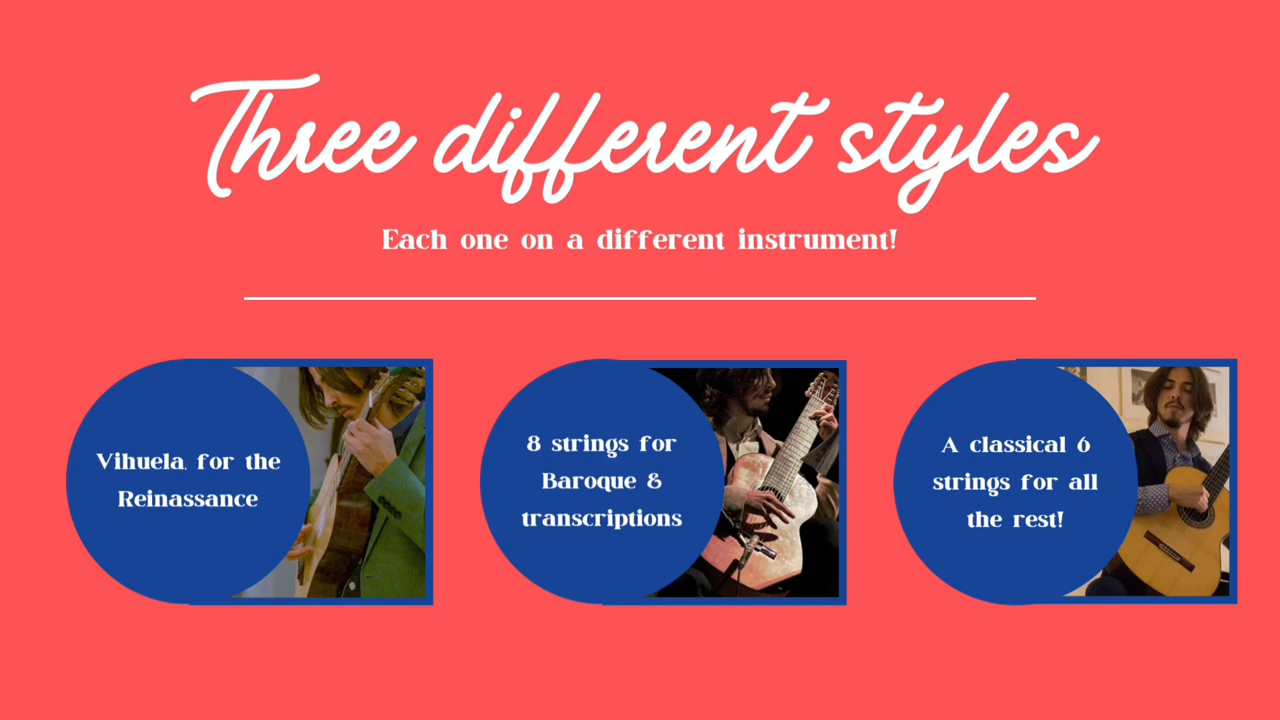 Three different styles
Each one on a different instrument!
Vihuela for the
Reinassance
8 strings for
Baroque &
transcriptions
A classical 6
strings for all
the rest!